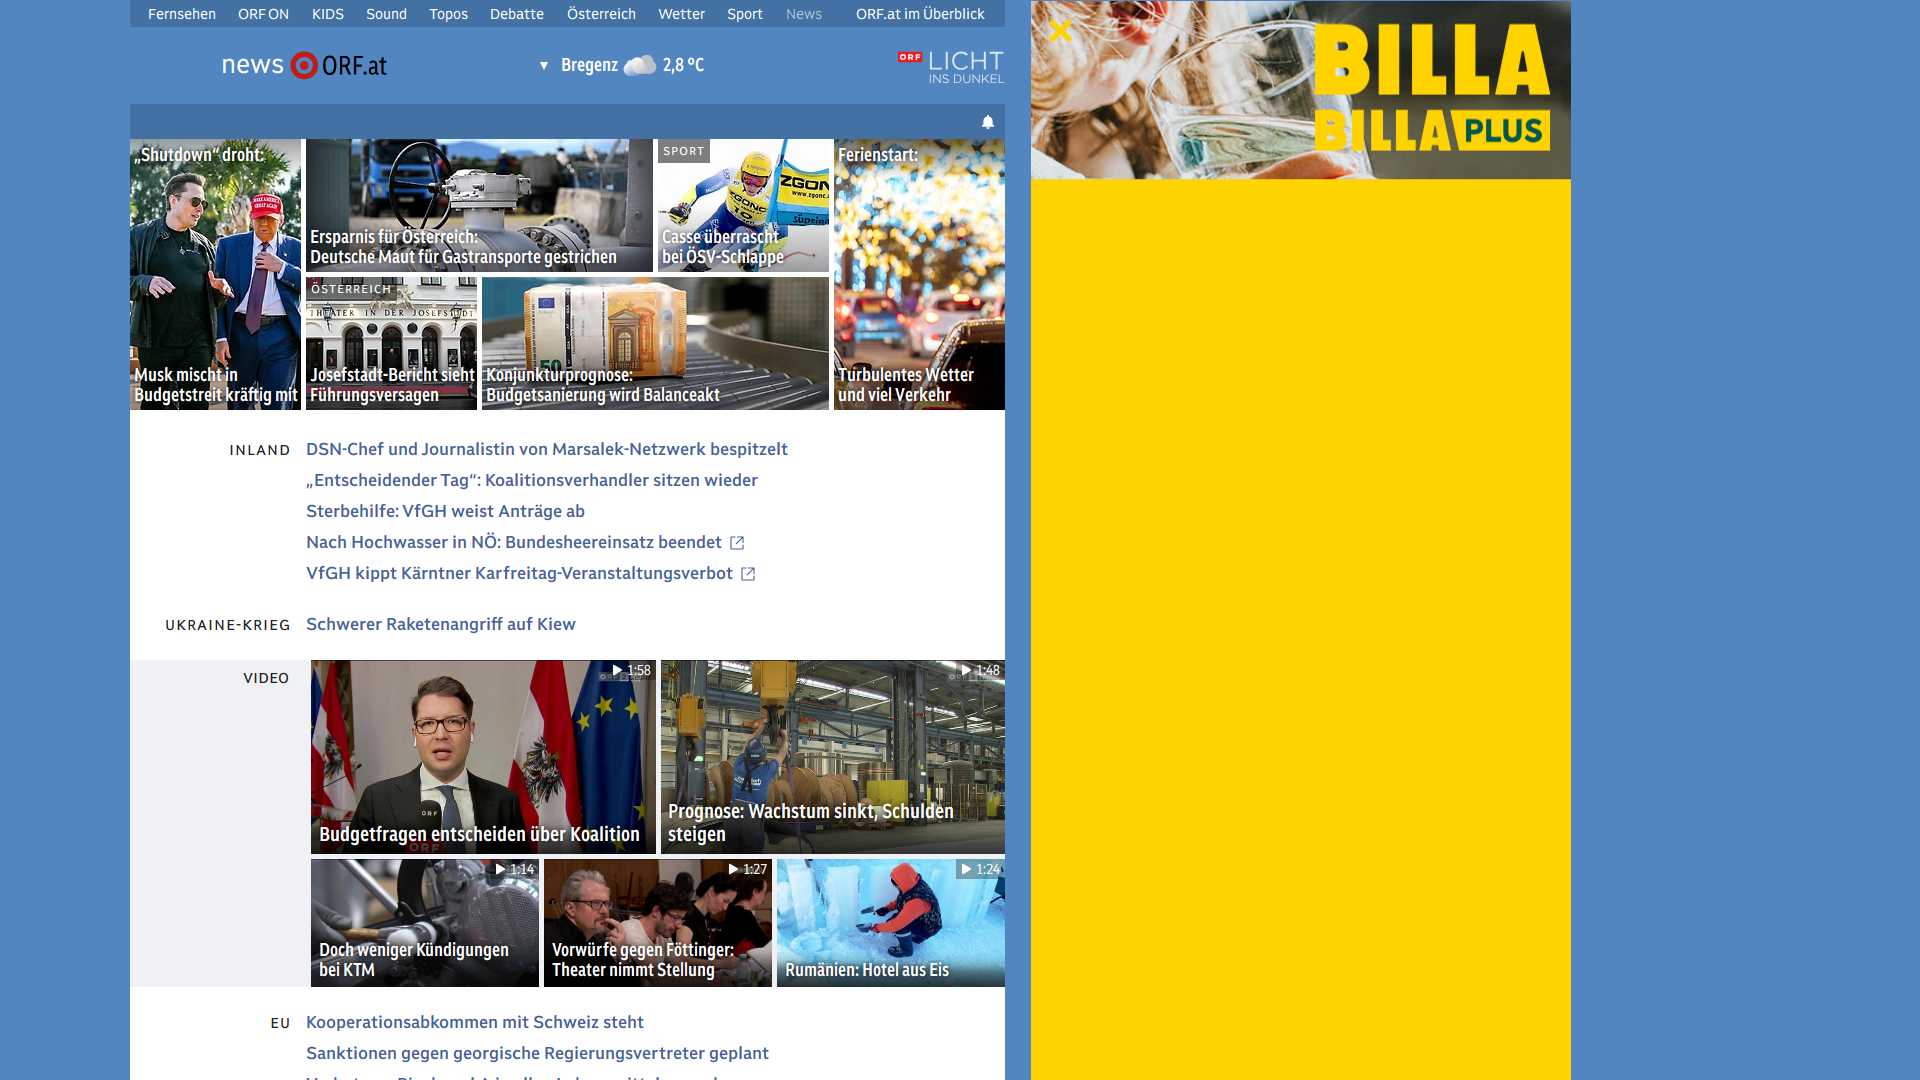 Fernsehen ORF ON KIDS Sound Topos Debatte Österreich Wetter Sport News ORF.at im Überblick
news ORF.at
▼ Bregenz 2,8 °C
ORF LICHT
INS DUNKEL
„Shutdown“ droht:
Musk mischt in
Budgetstreit kräftig mit
Ersparnis für Österreich:
Deutsche Maut für Gastransporte gestrichen
SPORT
Casse überrascht
bei ÖSV-Schlappe
Ferienstart:
Turbulentes Wetter
und viel Verkehr
ÖSTERREICH
THEATER IN DER JOSEFSTADT
Josefstadt-Bericht sieht
Führungsversagen
Konjunkturprognose:
Budgetsanierung wird Balanceakt
INLAND
DSN-Chef und Journalistin von Marsalek-Netzwerk bespitzelt
„Entscheidender Tag“: Koalitionsverhandler sitzen wieder
Sterbehilfe: VfGH weist Anträge ab
Nach Hochwasser in NÖ: Bundesheereinsatz beendet
VfGH kippt Kärntner Karfreitag-Veranstaltungsverbot
UKRAINE-KRIEG
Schwerer Raketenangriff auf Kiew
VIDEO
1:58
Budgetfragen entscheiden über Koalition
1:48
Prognose: Wachstum sinkt, Schulden
steigen
1:14
Doch weniger Kündigungen
bei KTM
1:27
Vorwürfe gegen Föttinger:
Theater nimmt Stellung
1:24
Rumänien: Hotel aus Eis
EU
Kooperationsabkommen mit Schweiz steht
Sanktionen gegen georgische Regierungsvertreter geplant
BILLA
BILLA PLUS